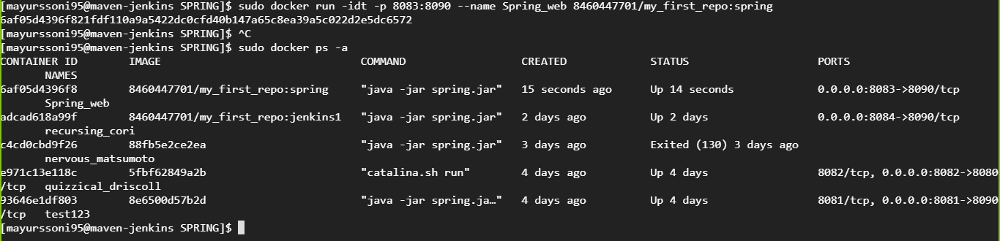 [mayurssoni95@maven-jenkins SPRING]$ sudo docker run -idt -p 8083:8090 --name Spring_web 8460447701/my_first_repo:spring
6af05d4396f821fdf110a9a5422dc0cfd40b147a65c8ea39a5c022d2e5dc6572
[mayurssoni95@maven-jenkins SPRING]$ ^C
[mayurssoni95@maven-jenkins SPRING]$ sudo docker ps -a
CONTAINER ID        IMAGE                               COMMAND                  CREATED             STATUS                     PORTS
       NAMES
6af05d4396f8        8460447701/my_first_repo:spring     "java -jar spring.jar"   15 seconds ago      Up 14 seconds              0.0.0.0:8083->8090/tcp
       Spring_web
adcad618a99f        8460447701/my_first_repo:jenkins1   "java -jar spring.jar"   2 days ago          Up 2 days                  0.0.0.0:8084->8090/tcp
       recursing_cori
c4cd0cbd9f26        88fb5e2ce2ea                        "java -jar spring.jar"   3 days ago          Exited (130) 3 days ago
       nervous_matsumoto
e971c13e118c        5fbf62849a2b                        "catalina.sh run"        4 days ago          Up 4 days                  8082/tcp, 0.0.0.0:8082->8080
/tcp   quizzical_driscoll
93646e1df803        8e6500d57b2d                        "java -jar spring.ja…"   4 days ago          Up 4 days                  8081/tcp, 0.0.0.0:8081->8090
/tcp   test123
[mayurssoni95@maven-jenkins SPRING]$